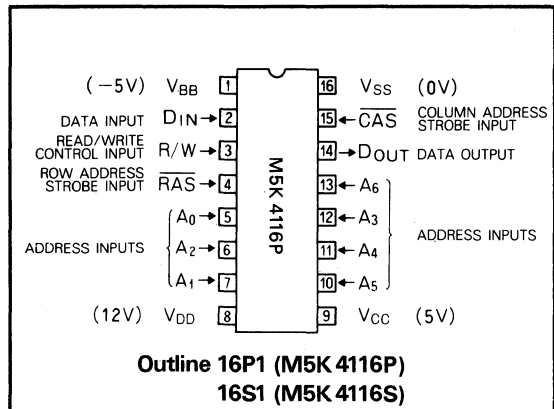 (−5V) VBB 1 16 VSS (0V)
DATA INPUT DIN→ 2 15 ←C̅A̅S̅ COLUMN ADDRESS
STROBE INPUT
READ/WRITE
CONTROL INPUT R/W→ 3 14 →DOUT DATA OUTPUT
ROW ADDRESS
STROBE INPUT R̅A̅S̅→ 4 13 ←A6
A0→ 5 12 ←A3
ADDRESS INPUTS A2→ 6 11 ←A4 ADDRESS INPUTS
A1→ 7 10 ←A5
(12V) VDD 8 9 VCC (5V)
M5K 4116P
Outline 16P1 (M5K 4116P)
16S1 (M5K 4116S)